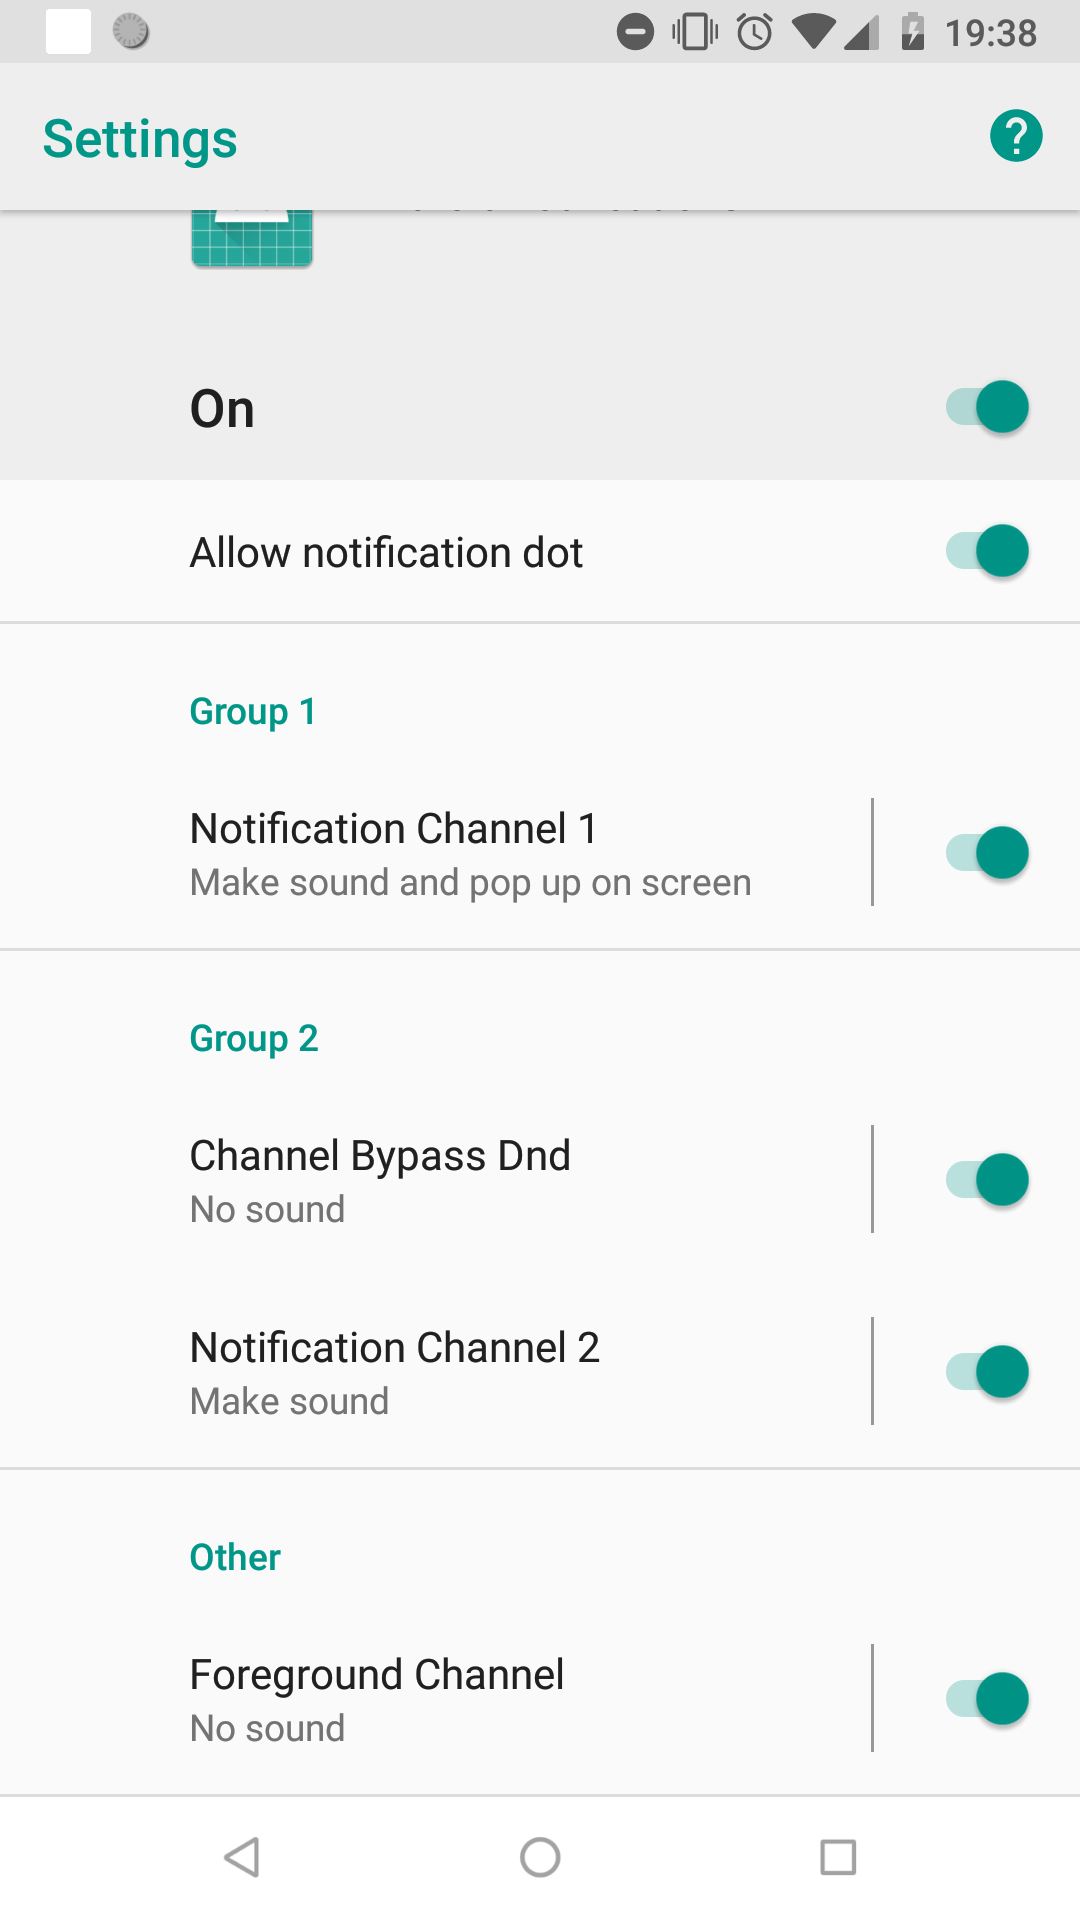 19:38
Settings
On
Allow notification dot
Group 1
Notification Channel 1
Make sound and pop up on screen
Group 2
Channel Bypass Dnd
No sound
Notification Channel 2
Make sound
Other
Foreground Channel
No sound